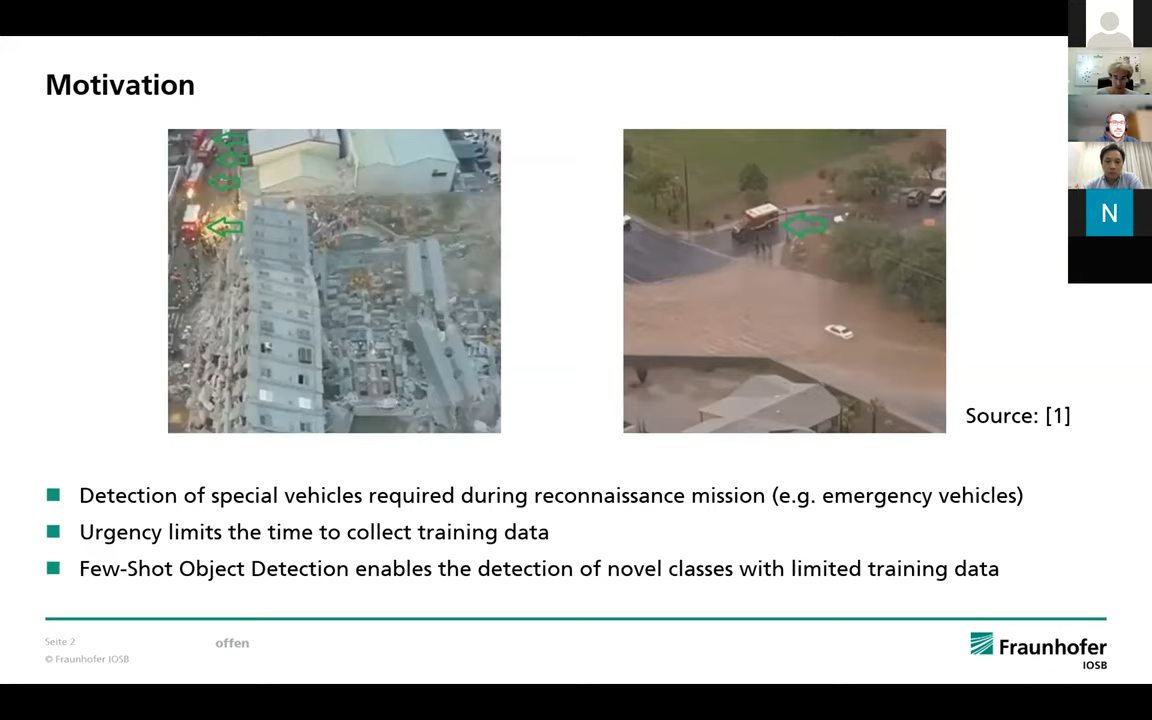 Motivation
N
Source: [1]
Detection of special vehicles required during reconnaissance mission (e.g. emergency vehicles)
Urgency limits the time to collect training data
Few-Shot Object Detection enables the detection of novel classes with limited training data
Seite 2
offen
© Fraunhofer IOSB
Fraunhofer
IOSB